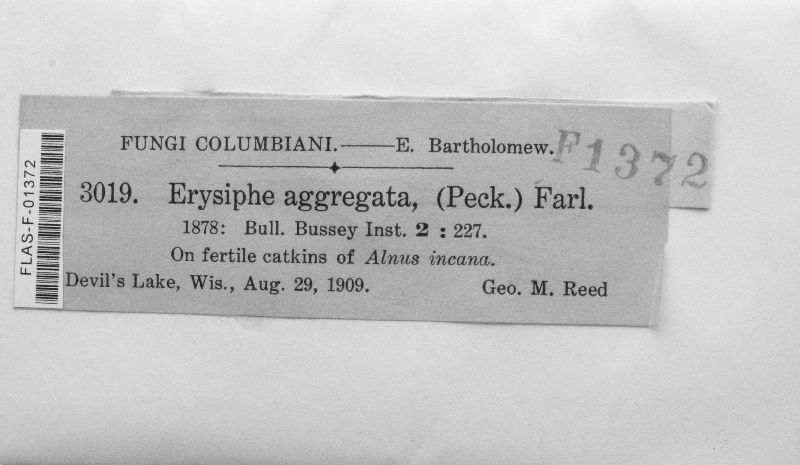 FUNGI COLUMBIANI.——E. Bartholomew.
F1372
3019. Erysiphe aggregata, (Peck.) Farl.
1878: Bull. Bussey Inst. 2 : 227.
On fertile catkins of Alnus incana.
Devil's Lake, Wis., Aug. 29, 1909. Geo. M. Reed
FLAS-F-01372